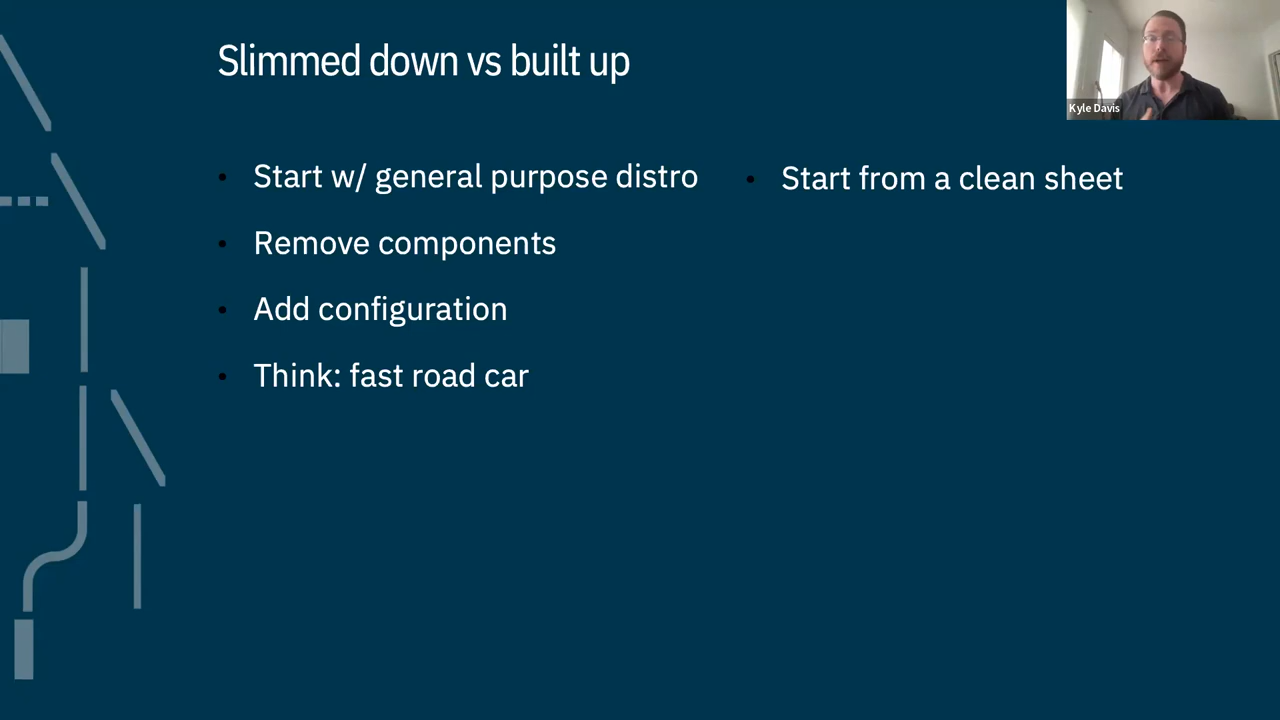 Slimmed down vs built up
Kyle Davis
• Start w/ general purpose distro
• Remove components
• Add configuration
• Think: fast road car
• Start from a clean sheet